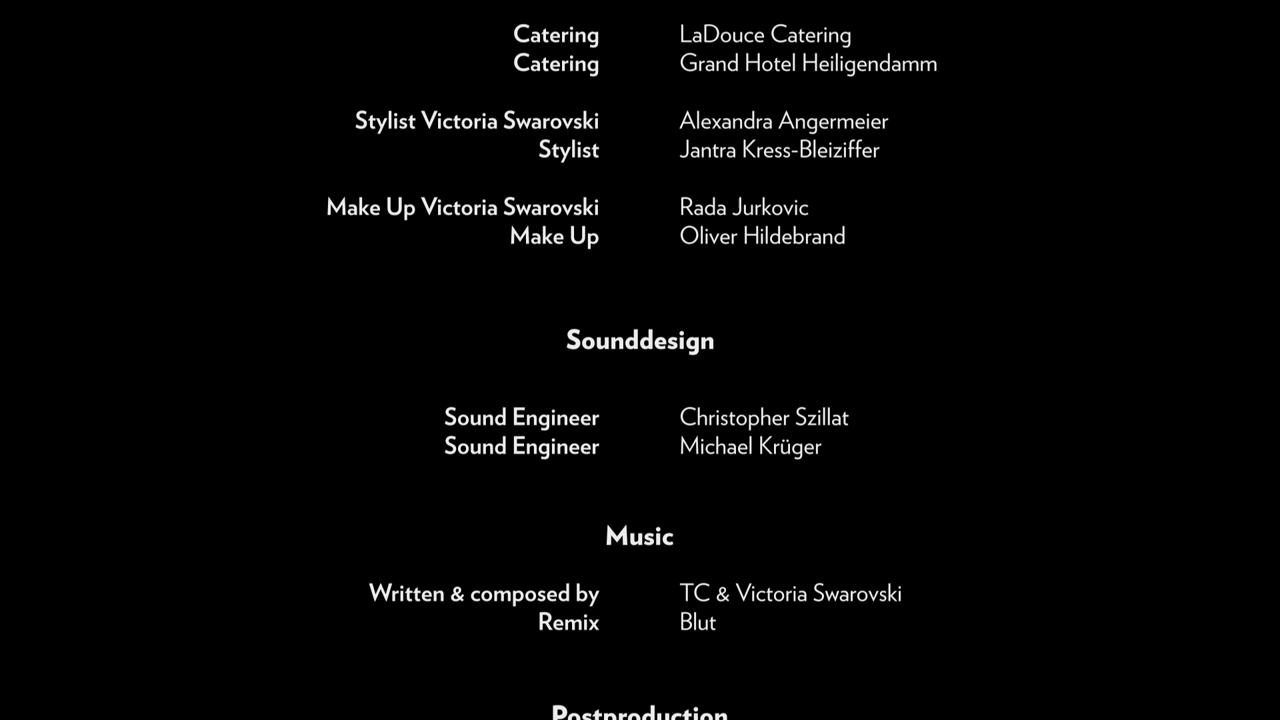 Catering LaDouce Catering
Catering Grand Hotel Heiligendamm
Stylist Victoria Swarovski Alexandra Angermeier
Stylist Jantra Kress-Bleiziffer
Make Up Victoria Swarovski Rada Jurkovic
Make Up Oliver Hildebrand
Sounddesign
Sound Engineer Christopher Szillat
Sound Engineer Michael Krüger
Music
Written & composed by TC & Victoria Swarovski
Remix Blut
Postproduction